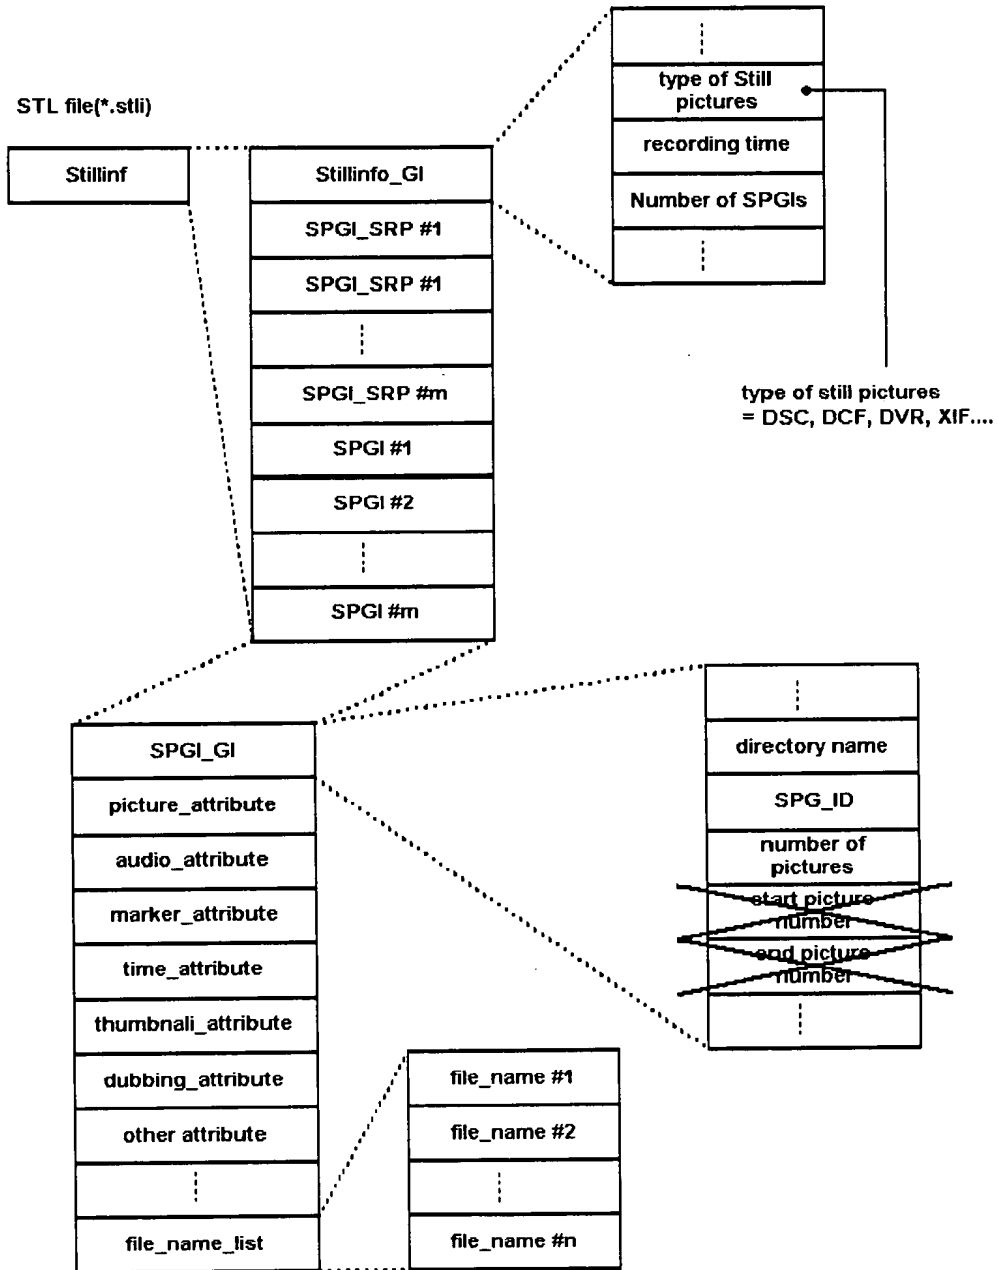 STL file(*.stli)
Stillinf
Stillinfo_GI
SPGI_SRP #1
SPGI_SRP #1
SPGI_SRP #m
SPGI #1
SPGI #2
SPGI #m
type of Still
pictures
recording time
Number of SPGIs
type of still pictures
= DSC, DCF, DVR, XIF....
SPGI_GI
picture_attribute
audio_attribute
marker_attribute
time_attribute
thumbnali_attribute
dubbing_attribute
other attribute
file_name_list
file_name #1
file_name #2
file_name #n
directory name
SPG_ID
number of
pictures
start picture
number
end picture
number